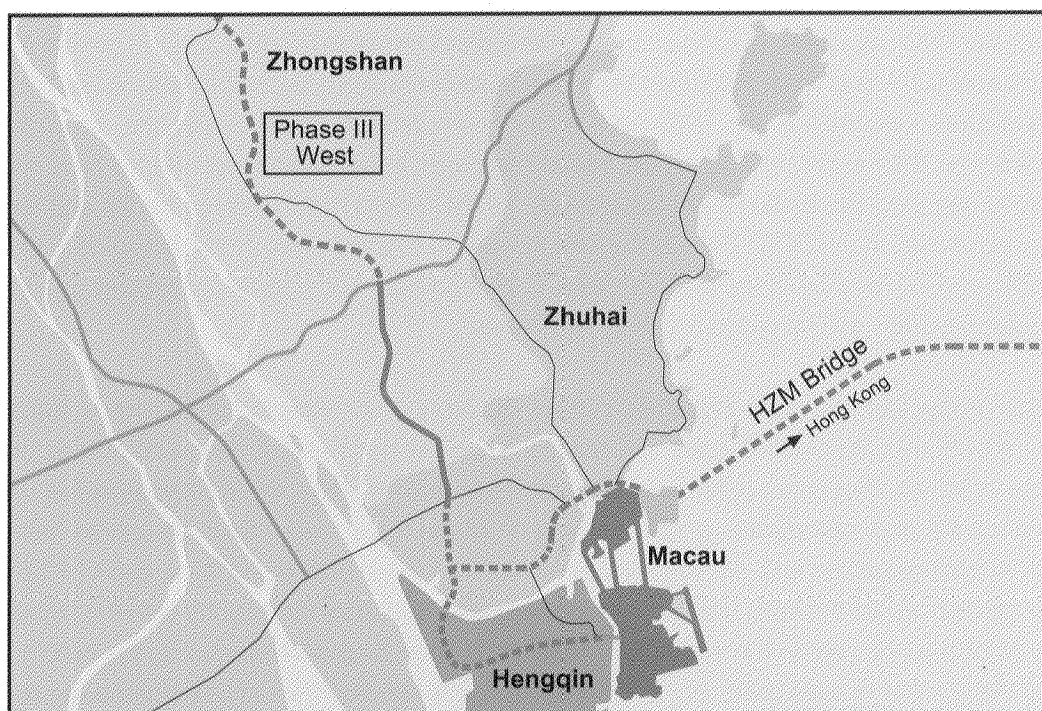 Zhongshan
Phase III
West
Zhuhai
HZM Bridge
Hong Kong
Macau
Hengqin